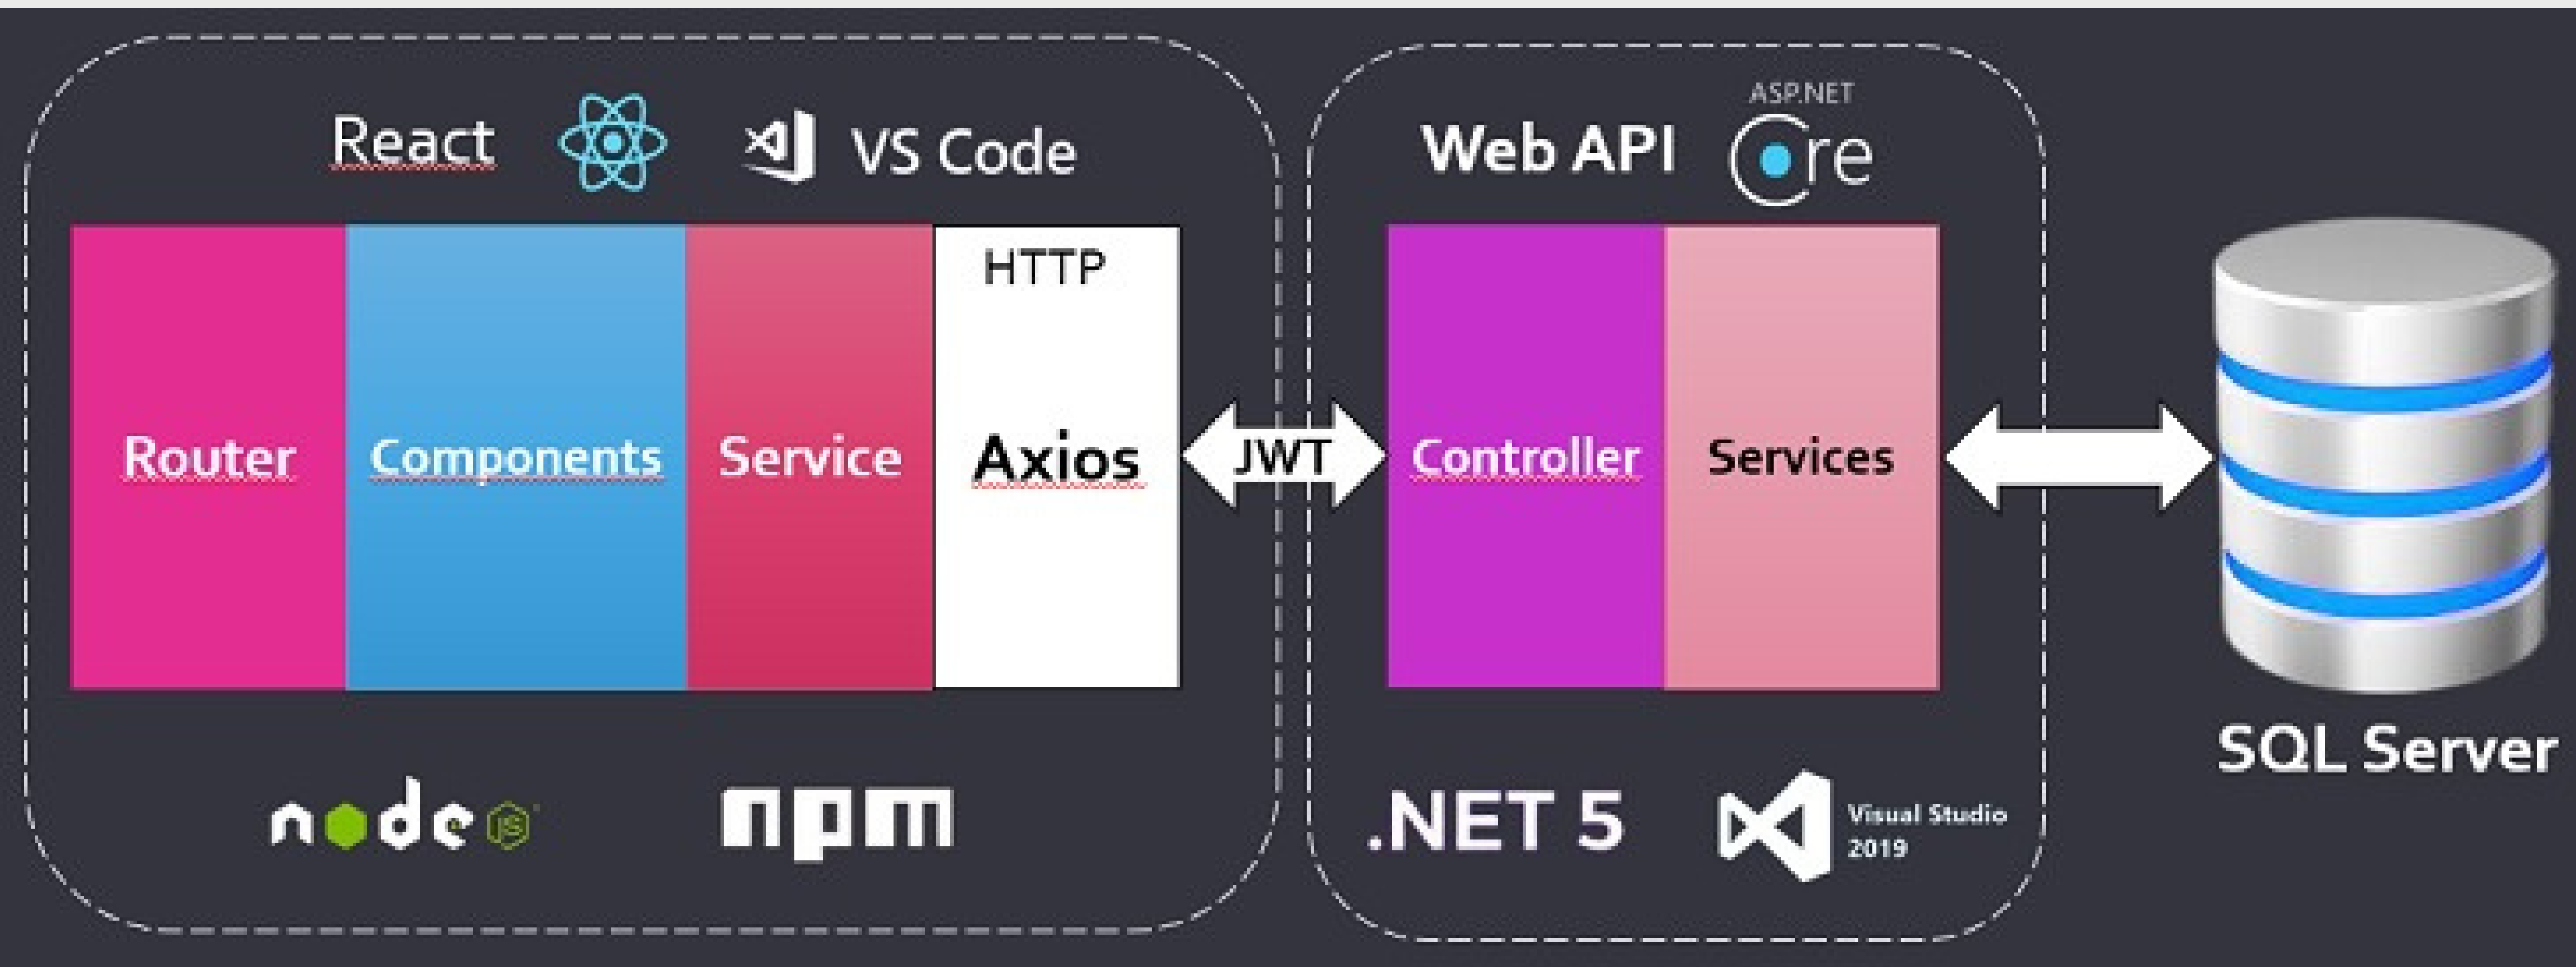 React
VS Code
Router
Components
Service
HTTP
Axios
node JS
npm
JWT
Web API
ASP.NET
Core
Controller
Services
.NET 5
Visual Studio
2019
SQL Server